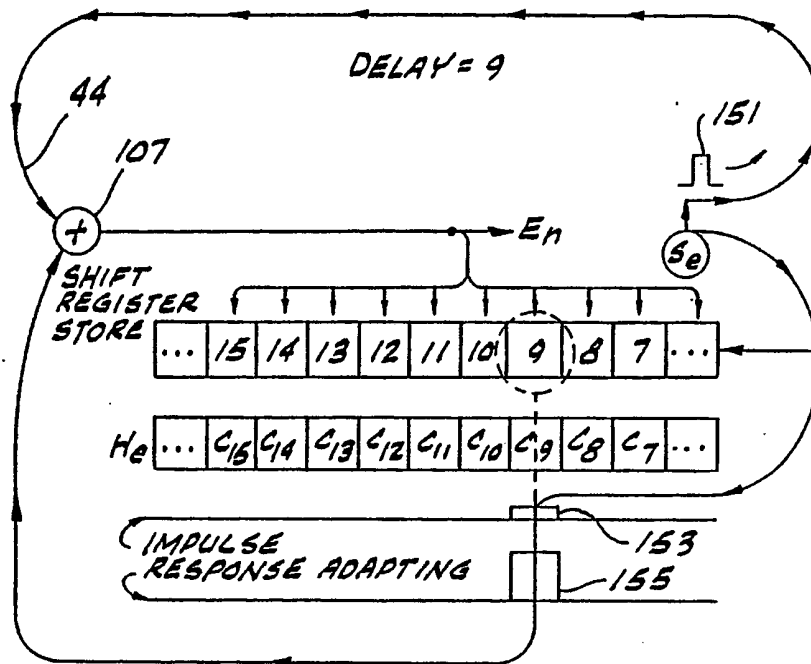 DELAY = 9
44
107
151
+
En
Se
SHIFT
REGISTER
STORE
... 15 14 13 12 11 10 9 8 7 ...
He ... C15 C14 C13 C12 C11 C10 C9 C8 C7 ...
IMPULSE
RESPONSE ADAPTING
153
155